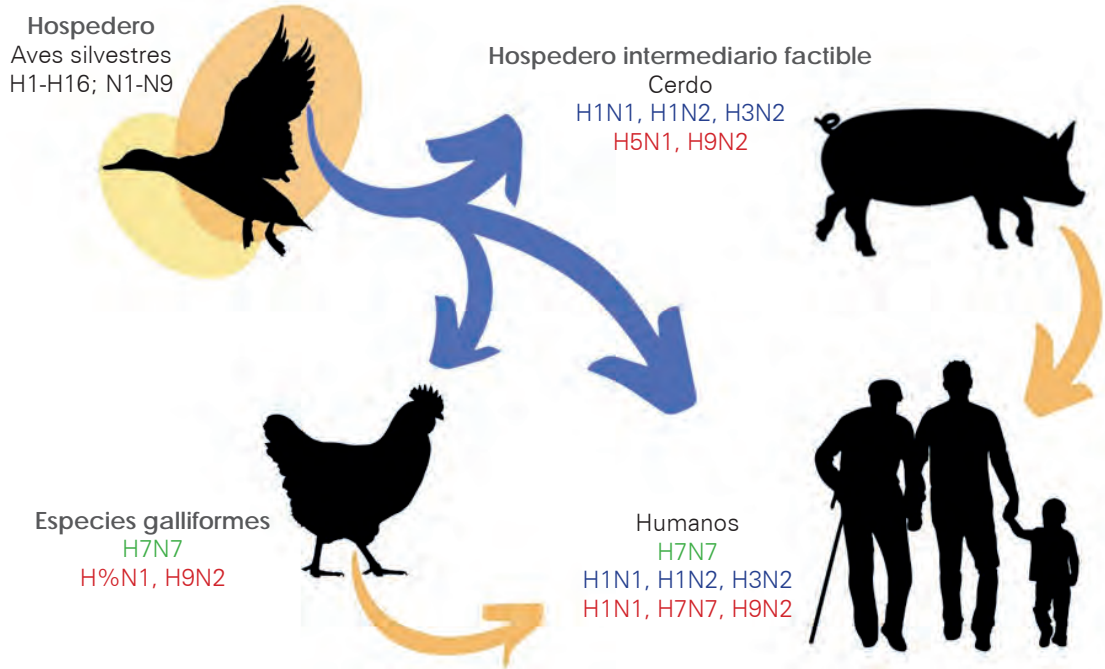 Hospedero
Aves silvestres
H1-H16; N1-N9
Hospedero intermediario factible
Cerdo
H1N1, H1N2, H3N2
H5N1, H9N2
Especies galliformes
H7N7
H%N1, H9N2
Humanos
H7N7
H1N1, H1N2, H3N2
H1N1, H7N7, H9N2